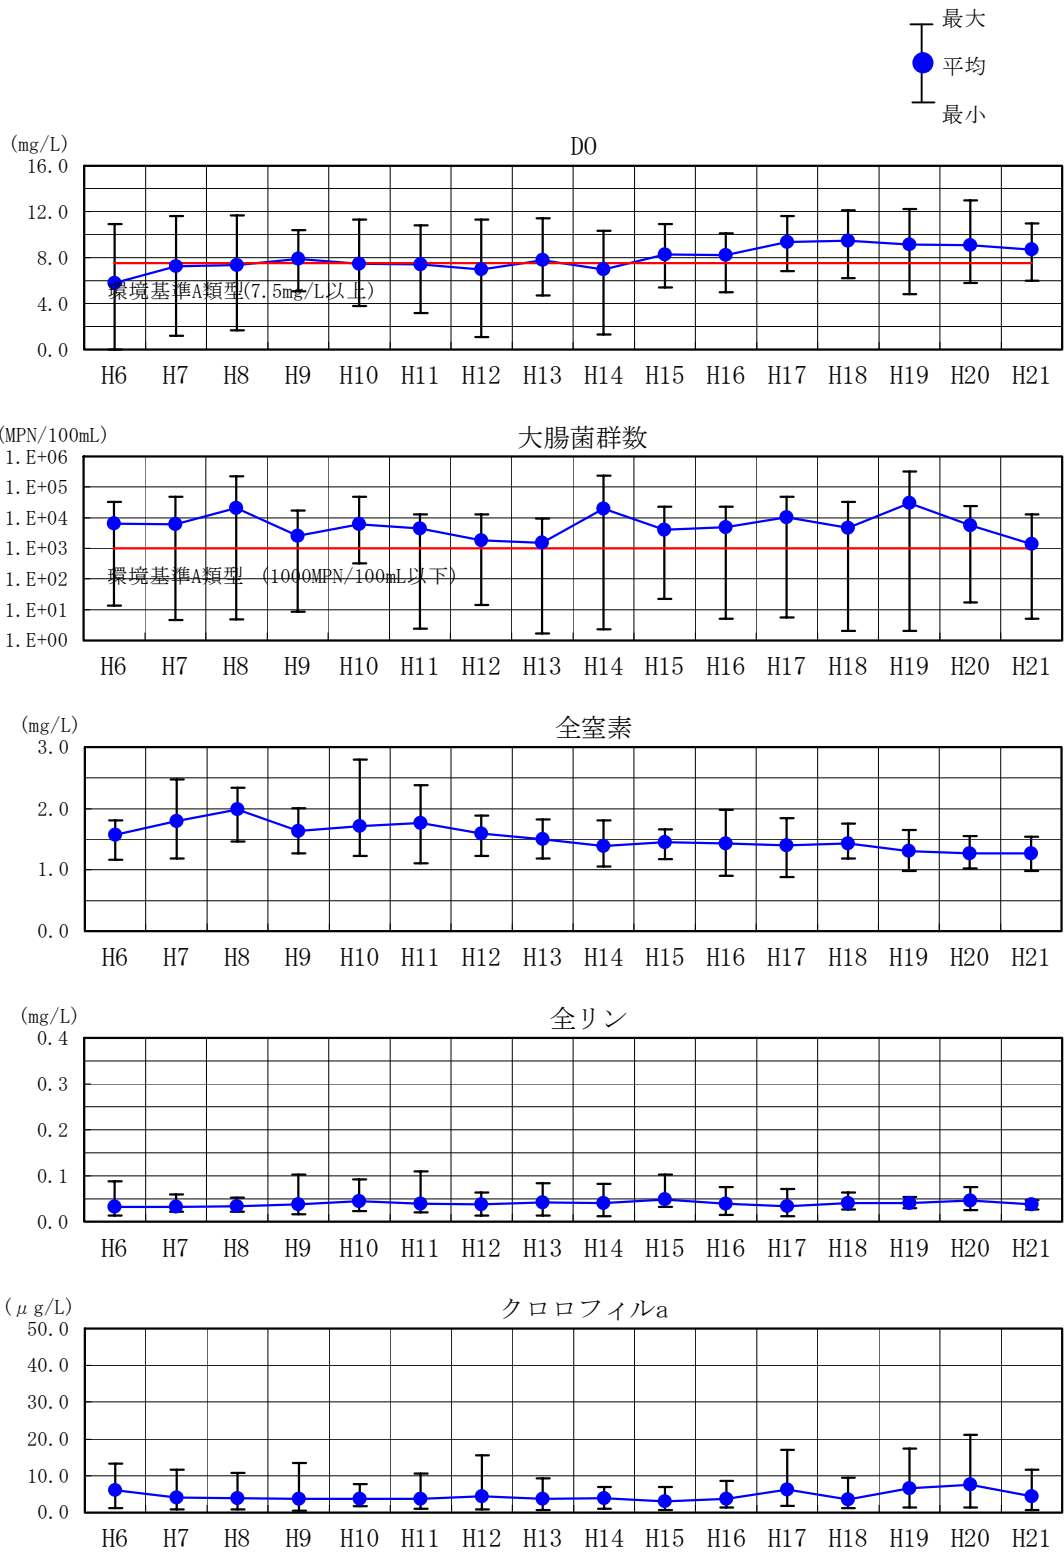 最大
平均
最小
(mg/L)
DO
16.0
12.0
8.0
4.0
0.0
環境基準A類型(7.5mg/L以上)
H6 H7 H8 H9 H10 H11 H12 H13 H14 H15 H16 H17 H18 H19 H20 H21
(MPN/100mL)
大腸菌群数
1.E+06
1.E+05
1.E+04
1.E+03
1.E+02
1.E+01
1.E+00
環境基準A類型 (1000MPN/100mL以下)
H6 H7 H8 H9 H10 H11 H12 H13 H14 H15 H16 H17 H18 H19 H20 H21
(mg/L)
全窒素
3.0
2.0
1.0
0.0
H6 H7 H8 H9 H10 H11 H12 H13 H14 H15 H16 H17 H18 H19 H20 H21
(mg/L)
全リン
0.4
0.3
0.2
0.1
0.0
H6 H7 H8 H9 H10 H11 H12 H13 H14 H15 H16 H17 H18 H19 H20 H21
(μg/L)
クロロフィルa
50.0
40.0
30.0
20.0
10.0
0.0
H6 H7 H8 H9 H10 H11 H12 H13 H14 H15 H16 H17 H18 H19 H20 H21